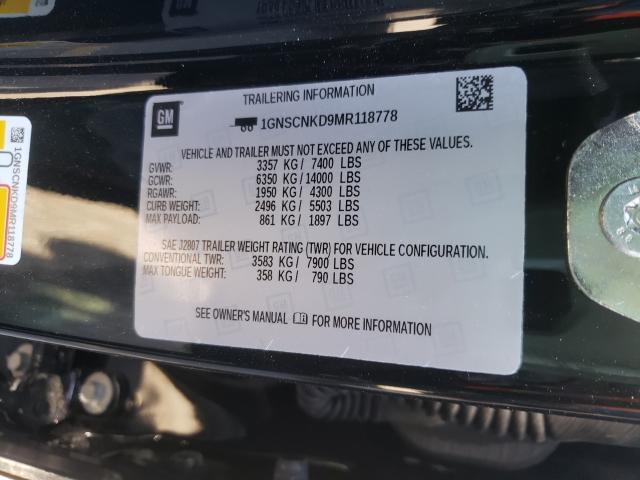 TRAILERING INFORMATION
GM
1GNSCNKD9MR118778
VEHICLE AND TRAILER MUST NOT EXCEED ANY OF THESE VALUES.
GVWR: 3357 KG / 7400 LBS
GCWR: 6350 KG / 14000 LBS
RGAWR: 1950 KG / 4300 LBS
CURB WEIGHT: 2496 KG / 5503 LBS
MAX PAYLOAD: 861 KG / 1897 LBS
SAE J2807 TRAILER WEIGHT RATING (TWR) FOR VEHICLE CONFIGURATION.
CONVENTIONAL TWR: 3583 KG / 7900 LBS
MAX TONGUE WEIGHT: 358 KG / 790 LBS
SEE OWNER'S MANUAL FOR MORE INFORMATION
1GNSCNKD9MR118778